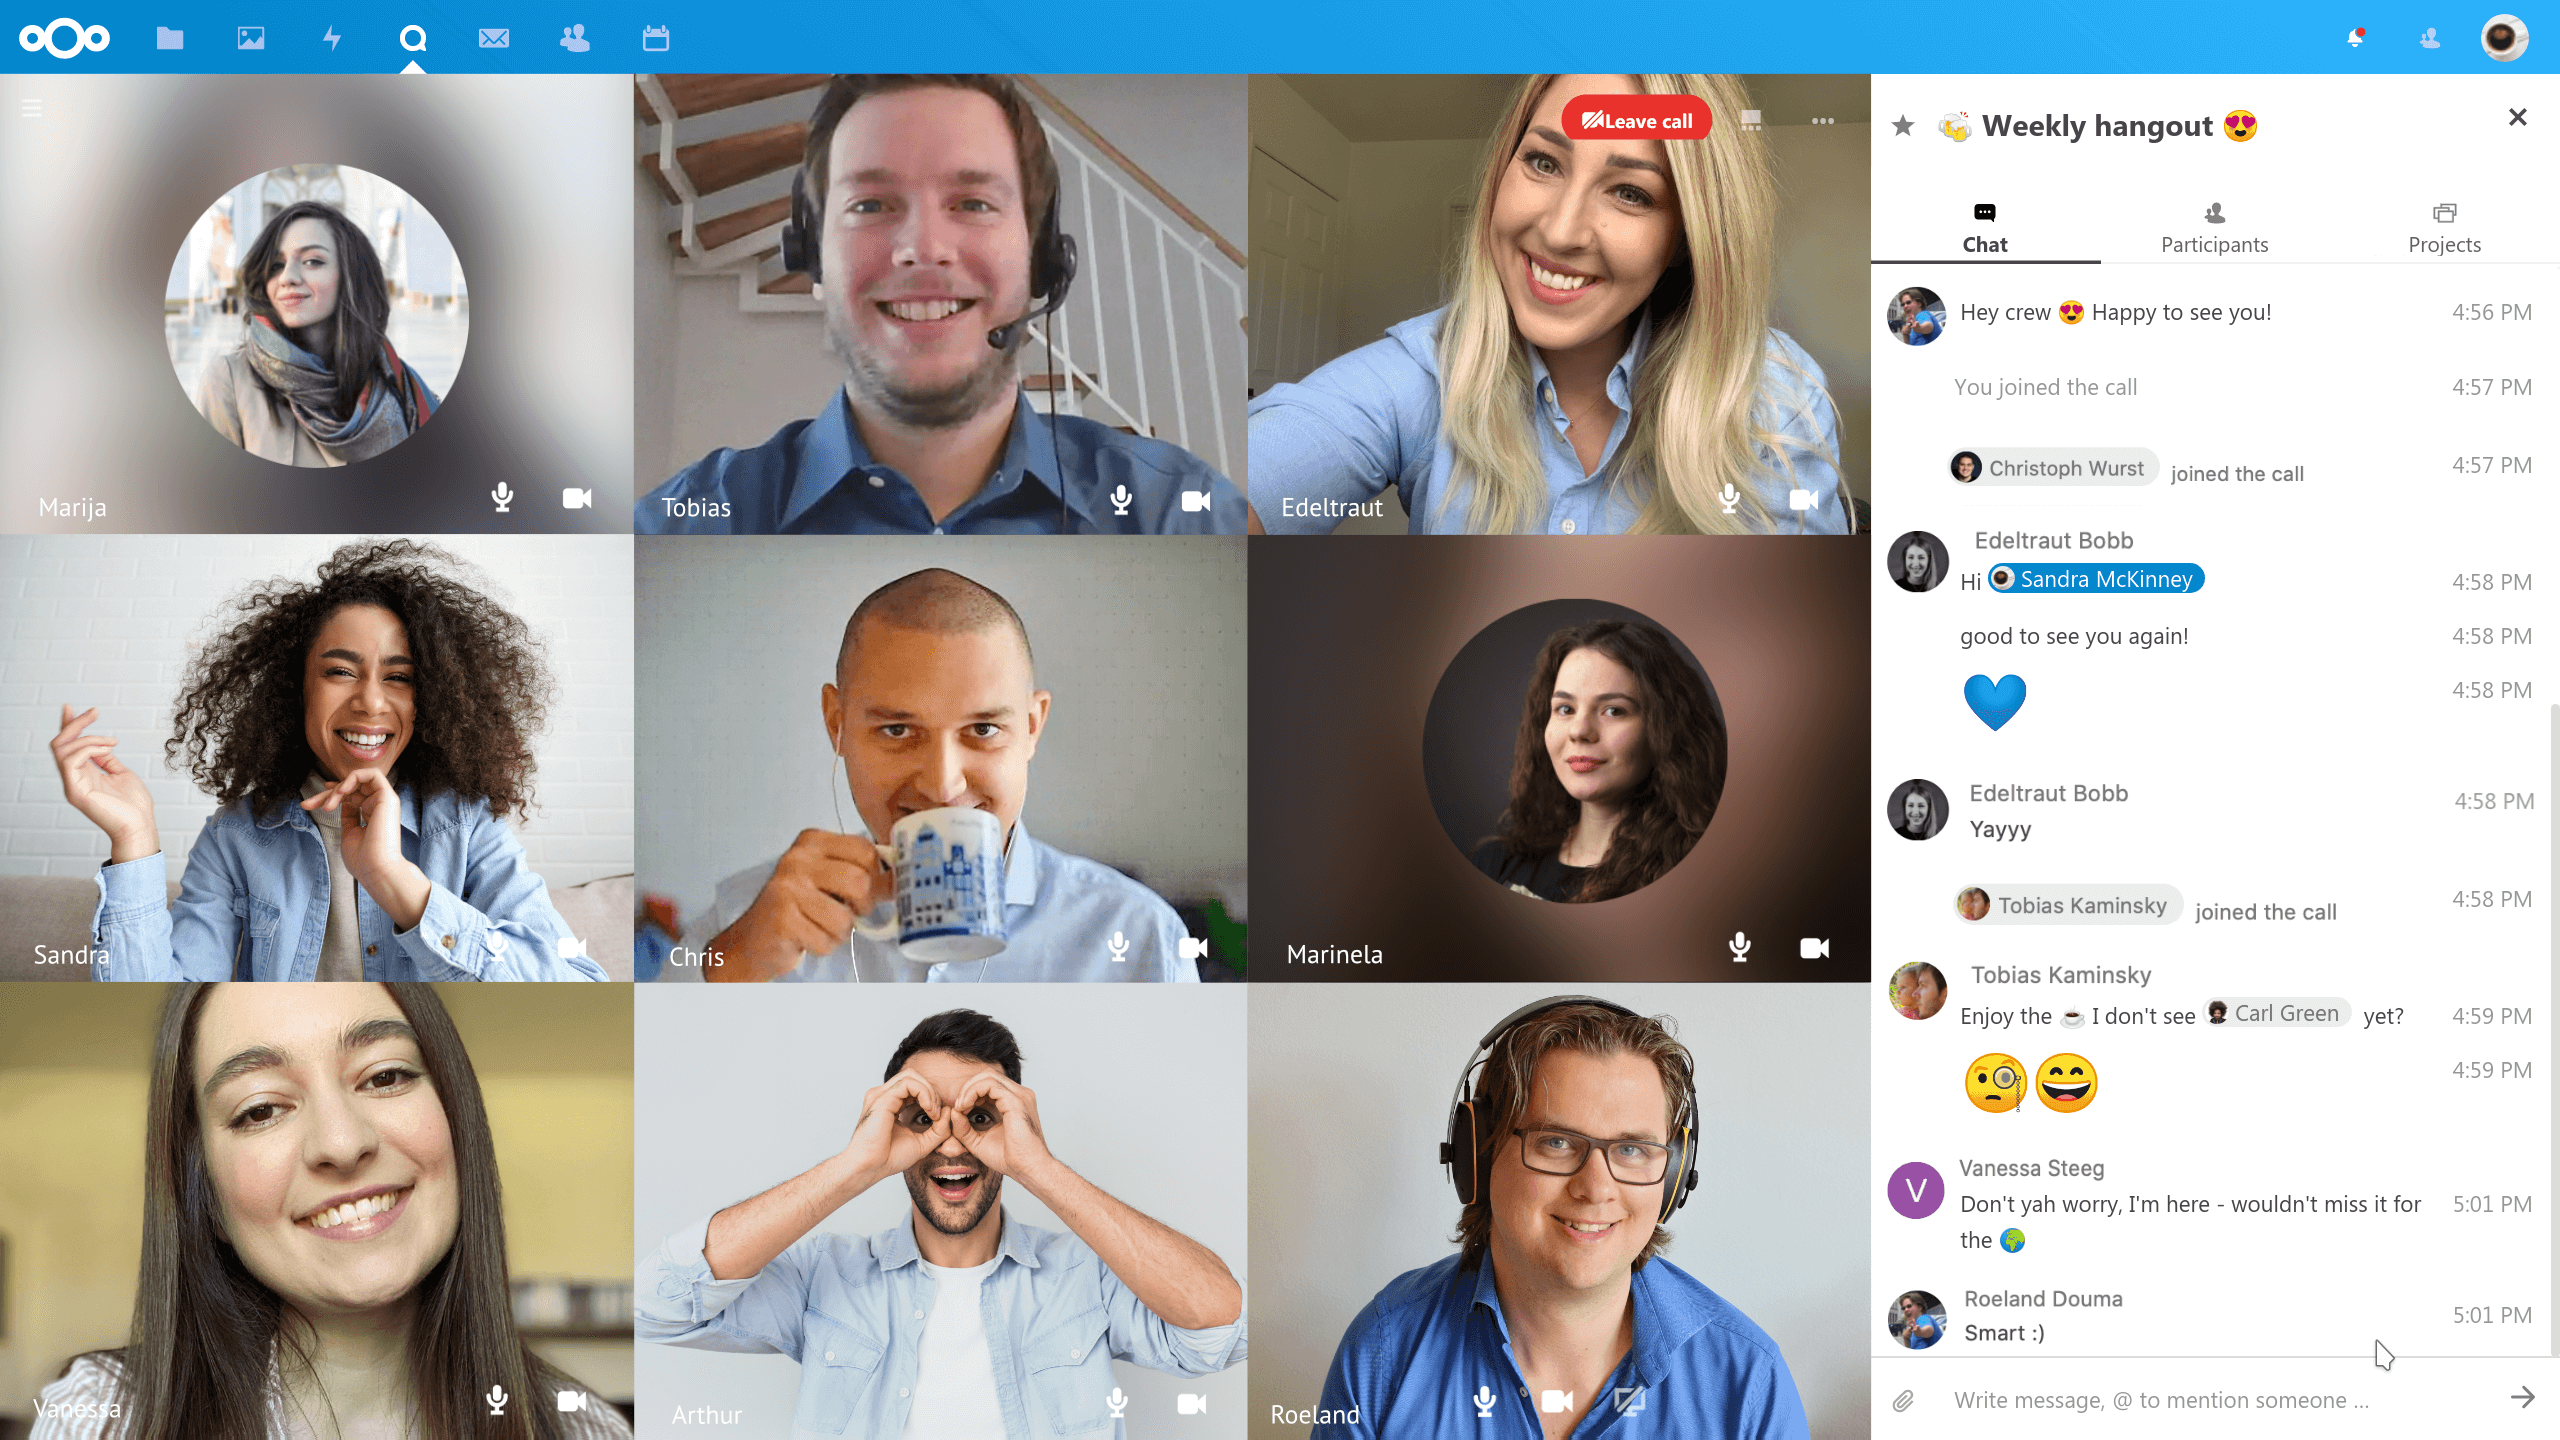 Leave call
Marija
Tobias
Edeltraut
Sandra
Chris
Marinela
Vanessa
Arthur
Roeland
🍻 Weekly hangout 😍
Chat
Participants
Projects
Hey crew 😍 Happy to see you! 4:56 PM
You joined the call 4:57 PM
Christoph Wurst joined the call 4:57 PM
Edeltraut Bobb
Hi Sandra McKinney 4:58 PM
good to see you again! 4:58 PM
💙 4:58 PM
Edeltraut Bobb 4:58 PM
Yayyy
Tobias Kaminsky joined the call 4:58 PM
Tobias Kaminsky
Enjoy the ☕ I don't see Carl Green yet? 4:59 PM
🧐😄 4:59 PM
V
Vanessa Steeg
Don't yah worry, I'm here - wouldn't miss it for 5:01 PM
the 🌍
Roeland Douma
Smart :) 5:01 PM
Write message, @ to mention someone ...